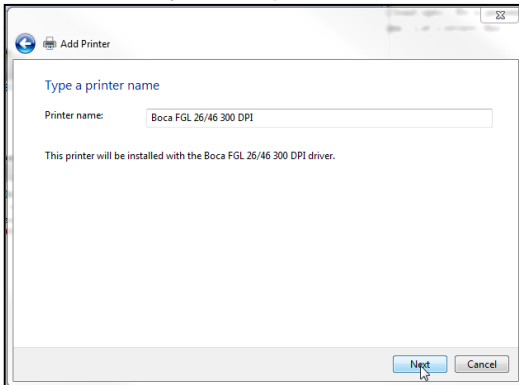 Add Printer
Type a printer name
Printer name: Boca FGL 26/46 300 DPI
This printer will be installed with the Boca FGL 26/46 300 DPI driver.
Next Cancel